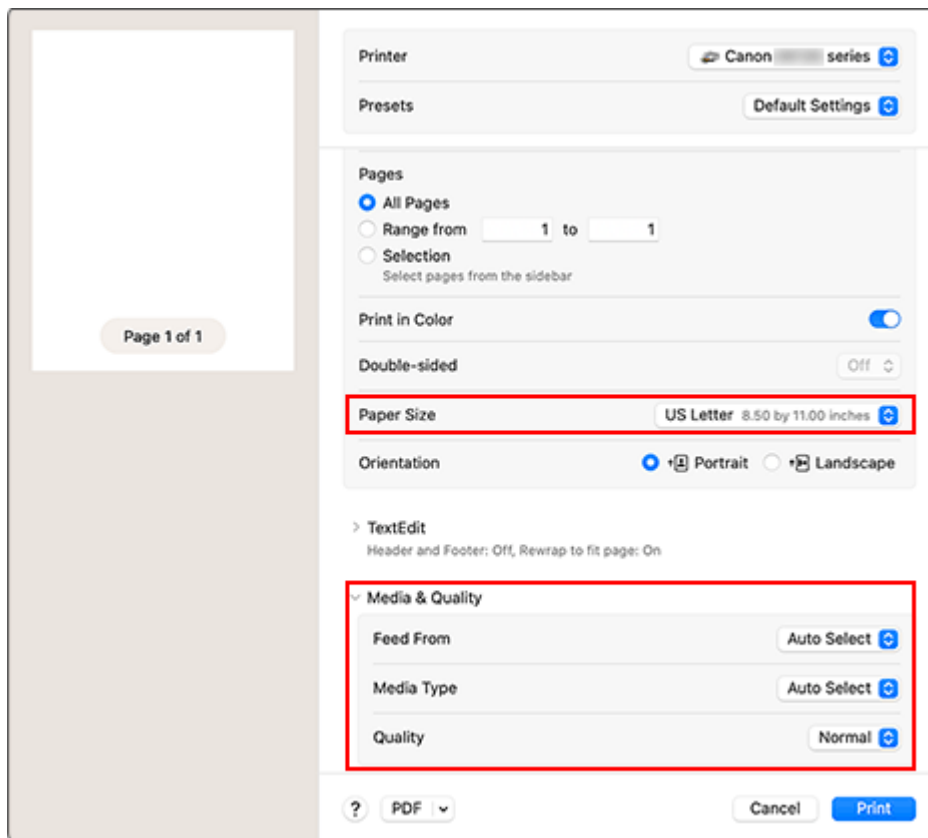 Printer
Canon series
Presets
Default Settings
Pages
All Pages
Range from 1 to 1
Selection
Select pages from the sidebar
Page 1 of 1
Print in Color
Double-sided
Off
Paper Size
US Letter 8.50 by 11.00 inches
Orientation
Portrait Landscape
TextEdit
Header and Footer: Off, Rewrap to fit page: On
Media & Quality
Feed From
Auto Select
Media Type
Auto Select
Quality
Normal
? PDF
Cancel
Print